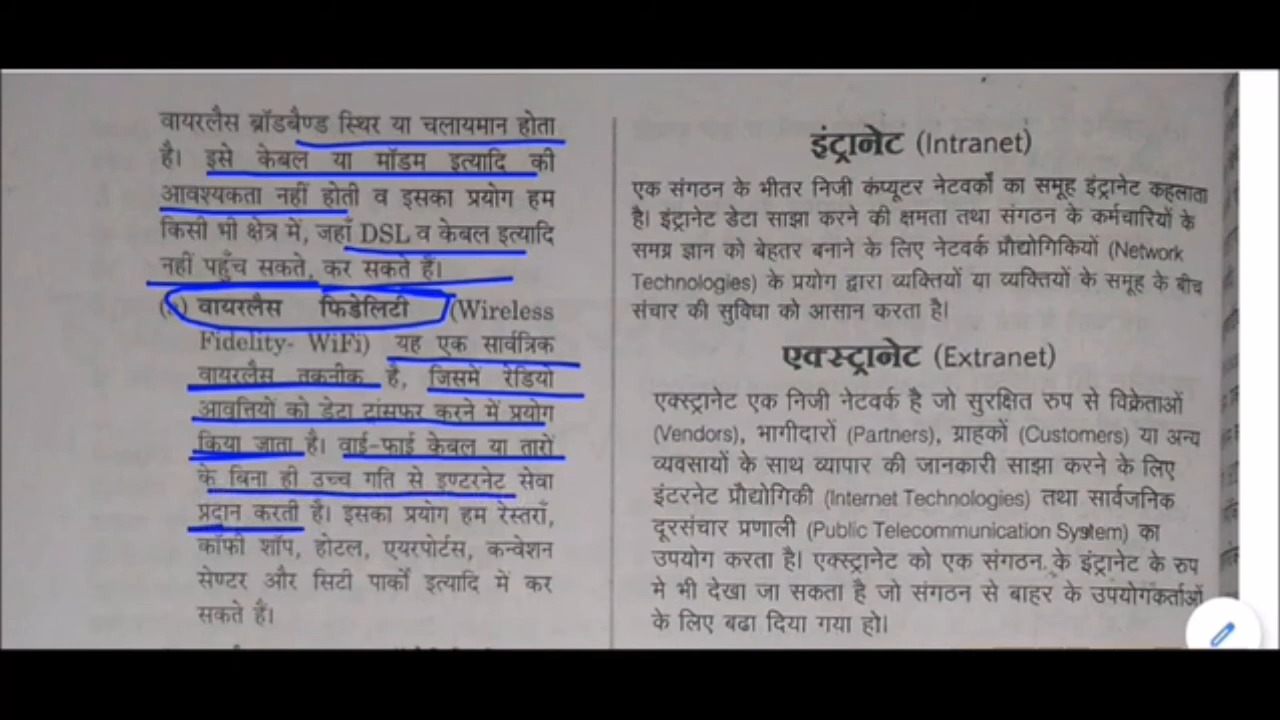 वायरलैस ब्रॉडबैण्ड स्थिर या चलायमान होता
है। इसे केबल या मॉडम इत्यादि की
आवश्यकता नहीं होती व इसका प्रयोग हम
किसी भी क्षेत्र में, जहाँ DSL व केबल इत्यादि
नहीं पहुँच सकते, कर सकते हैं।
वायरलैस फिडेलिटी (Wireless
Fidelity- WiFi) यह एक सार्वत्रिक
वायरलैस तकनीक है, जिसमें रेडियो
आवृत्तियों को डेटा ट्रांसफर करने में प्रयोग
किया जाता है। वाई-फाई केबल या तारों
के बिना ही उच्च गति से इण्टरनेट सेवा
प्रदान करती है। इसका प्रयोग हम रेस्तराँ,
कॉफी शॉप, होटल, एयरपोर्टस, कन्वेशन
सेण्टर और सिटी पार्कों इत्यादि में कर
सकते हैं।
इंट्रानेट (Intranet)
एक संगठन के भीतर निजी कंप्यूटर नेटवर्कों का समूह इंट्रानेट कहलाता
है। इंट्रानेट डेटा साझा करने की क्षमता तथा संगठन के कर्मचारियों के
समग्र ज्ञान को बेहतर बनाने के लिए नेटवर्क प्रौद्योगिकियों (Network
Technologies) के प्रयोग द्वारा व्यक्तियों या व्यक्तियों के समूह के बीच
संचार की सुविधा को आसान करता है।
एक्स्ट्रानेट (Extranet)
एक्स्ट्रानेट एक निजी नेटवर्क है जो सुरक्षित रुप से विक्रेताओं
(Vendors), भागीदारों (Partners), ग्राहकों (Customers) या अन्य
व्यवसायों के साथ व्यापार की जानकारी साझा करने के लिए
इंटरनेट प्रौद्योगिकी (Internet Technologies) तथा सार्वजनिक
दूरसंचार प्रणाली (Public Telecommunication System) का
उपयोग करता है। एक्स्ट्रानेट को एक संगठन के इंट्रानेट के रुप
मे भी देखा जा सकता है जो संगठन से बाहर के उपयोगकर्ताओं
के लिए बढा दिया गया हो।